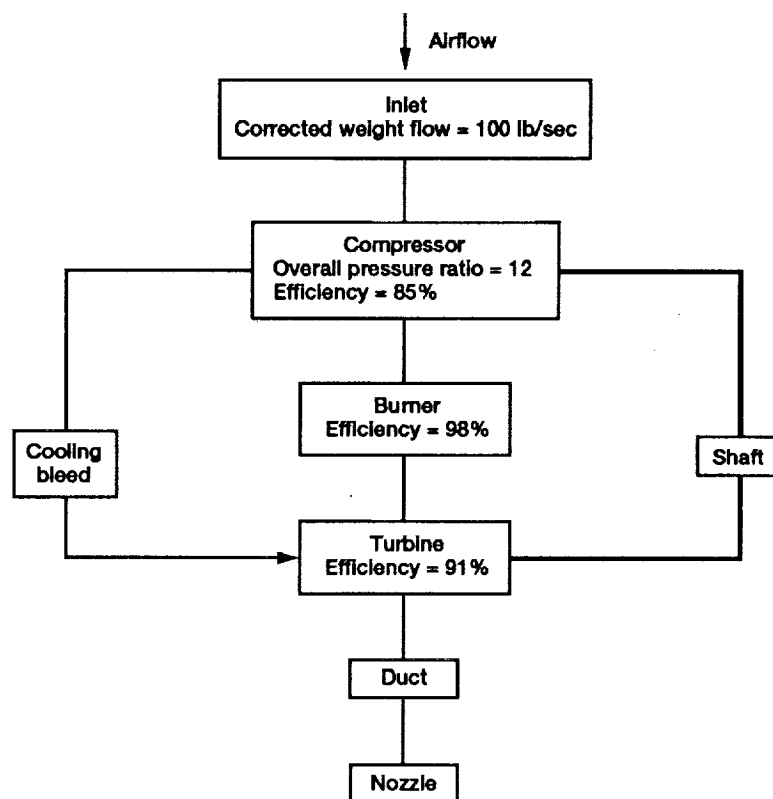 Airflow
Inlet
Corrected weight flow = 100 lb/sec
Compressor
Overall pressure ratio = 12
Efficiency = 85%
Burner
Efficiency = 98%
Cooling
bleed
Shaft
Turbine
Efficiency = 91%
Duct
Nozzle